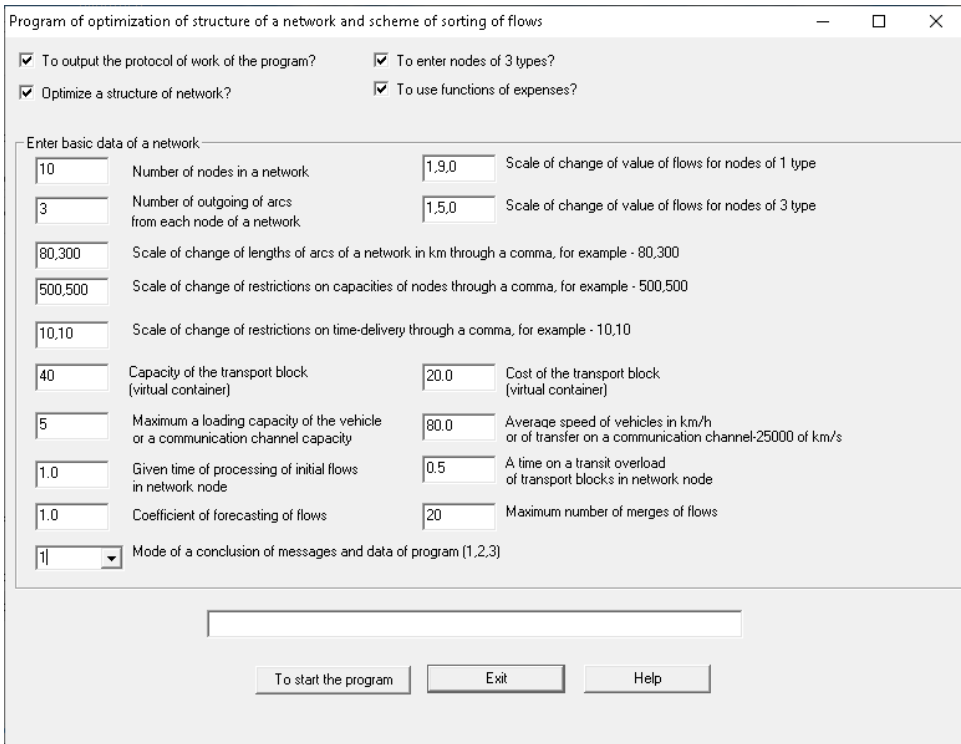 Program of optimization of structure of a network and scheme of sorting of flows
To output the protocol of work of the program?
To enter nodes of 3 types?
Optimize a structure of network?
To use functions of expenses?
Enter basic data of a network
10
Number of nodes in a network
1,9,0
Scale of change of value of flows for nodes of 1 type
3
Number of outgoing of arcs
from each node of a network
1,5,0
Scale of change of value of flows for nodes of 3 type
80,300
Scale of change of lengths of arcs of a network in km through a comma, for example - 80,300
500,500
Scale of change of restrictions on capacities of nodes through a comma, for example - 500,500
10,10
Scale of change of restrictions on time-delivery through a comma, for example - 10,10
40
Capacity of the transport block
(virtual container)
20.0
Cost of the transport block
(virtual container)
5
Maximum a loading capacity of the vehicle
or a communication channel capacity
80.0
Average speed of vehicles in km/h
or of transfer on a communication channel-25000 of km/s
1.0
Given time of processing of initial flows
in network node
0.5
A time on a transit overload
of transport blocks in network node
1.0
Coefficient of forecasting of flows
20
Maximum number of merges of flows
1
Mode of a conclusion of messages and data of program (1,2,3)
To start the program
Exit
Help